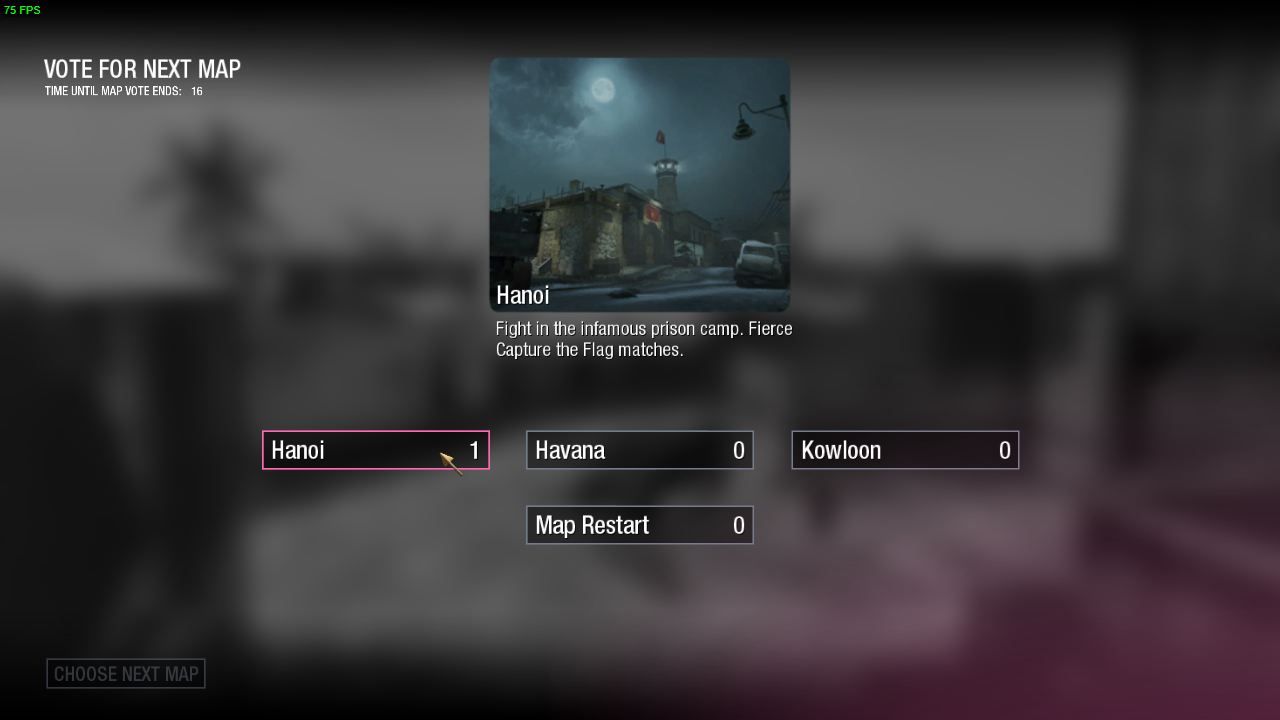 75 FPS
VOTE FOR NEXT MAP
TIME UNTIL MAP VOTE ENDS: 16
Hanoi
Fight in the infamous prison camp. Fierce
Capture the Flag matches.
Hanoi 1
Havana 0
Kowloon 0
Map Restart 0
CHOOSE NEXT MAP